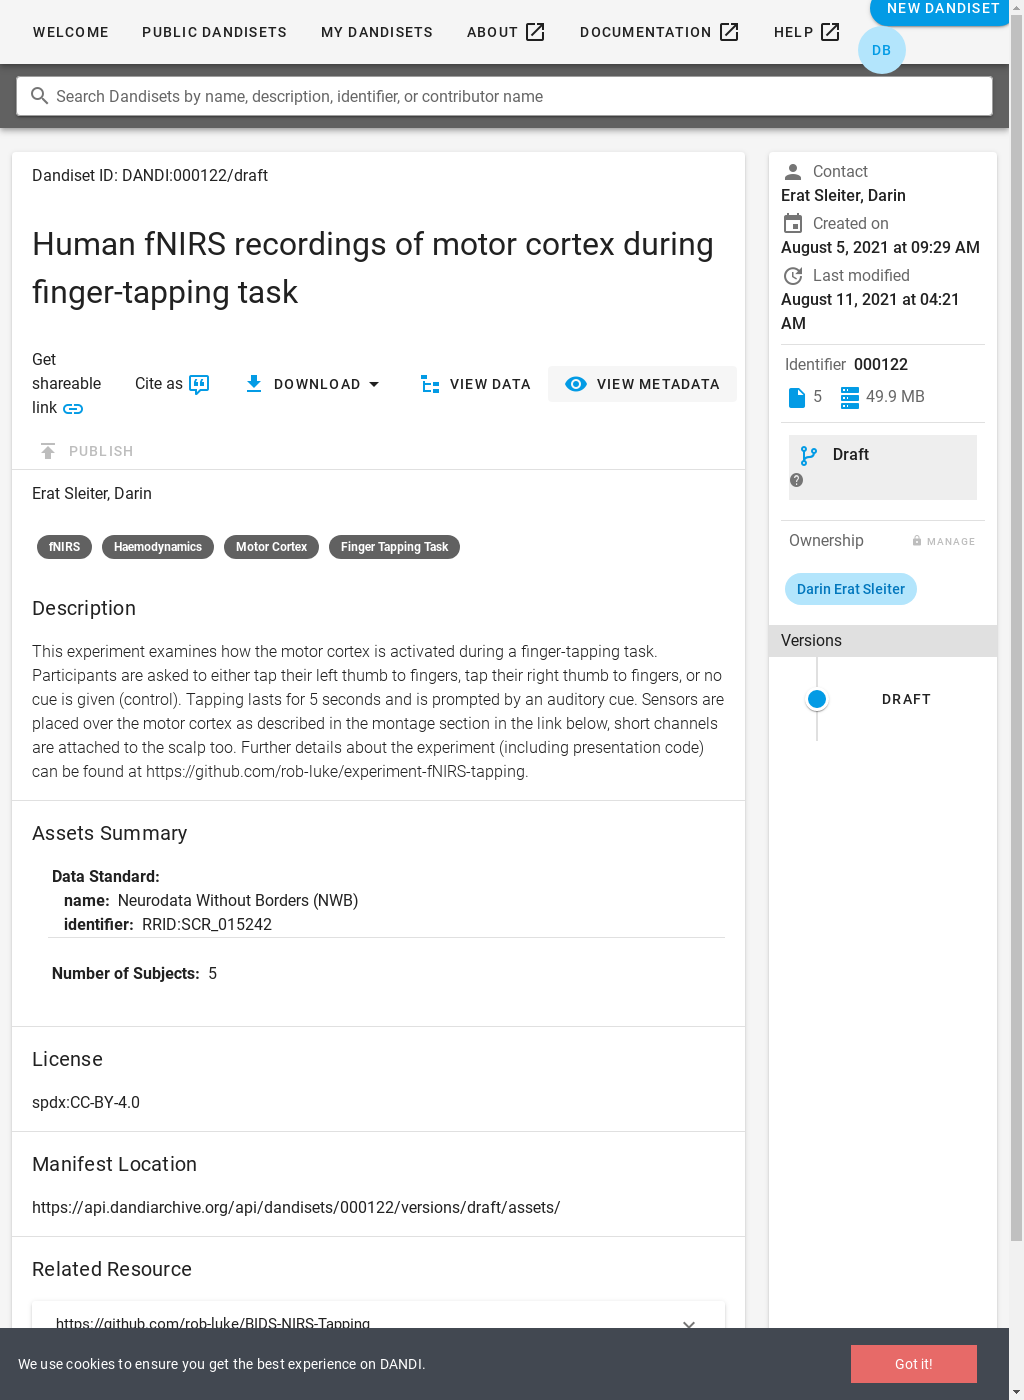 NEW DANDISET
WELCOME PUBLIC DANDISETS MY DANDISETS ABOUT DOCUMENTATION HELP
DB
Search Dandisets by name, description, identifier, or contributor name
Dandiset ID: DANDI:000122/draft
Human fNIRS recordings of motor cortex during
finger-tapping task
Get
shareable
link
Cite as
DOWNLOAD
VIEW DATA
VIEW METADATA
PUBLISH
Erat Sleiter, Darin
fNIRS Haemodynamics Motor Cortex Finger Tapping Task
Description
This experiment examines how the motor cortex is activated during a finger-tapping task.
Participants are asked to either tap their left thumb to fingers, tap their right thumb to fingers, or no
cue is given (control). Tapping lasts for 5 seconds and is prompted by an auditory cue. Sensors are
placed over the motor cortex as described in the montage section in the link below, short channels
are attached to the scalp too. Further details about the experiment (including presentation code)
can be found at https://github.com/rob-luke/experiment-fNIRS-tapping.
Assets Summary
Data Standard:
name: Neurodata Without Borders (NWB)
identifier: RRID:SCR_015242
Number of Subjects: 5
License
spdx:CC-BY-4.0
Manifest Location
https://api.dandiarchive.org/api/dandisets/000122/versions/draft/assets/
Related Resource
https://github.com/rob-luke/BIDS-NIRS-Tapping
Contact
Erat Sleiter, Darin
Created on
August 5, 2021 at 09:29 AM
Last modified
August 11, 2021 at 04:21
AM
Identifier 000122
5 49.9 MB
Draft
Ownership MANAGE
Darin Erat Sleiter
Versions
DRAFT
We use cookies to ensure you get the best experience on DANDI.
Got it!